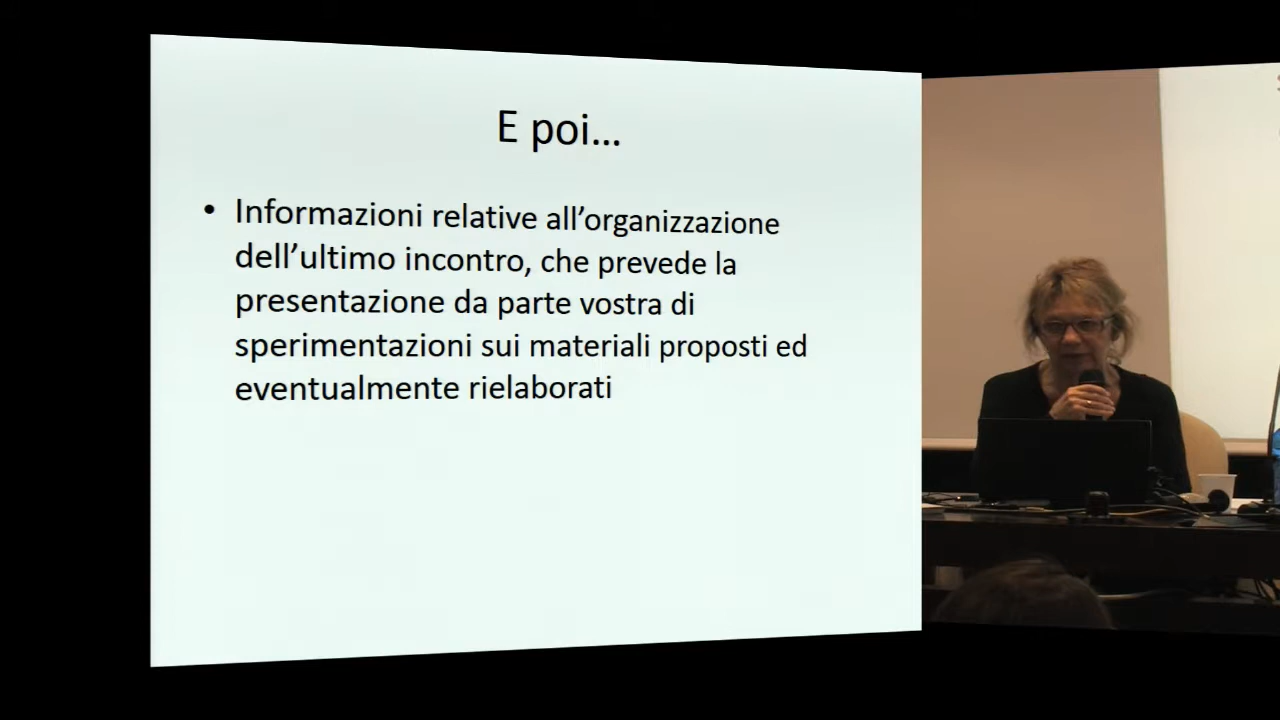 E poi...
• Informazioni relative all’organizzazione
dell’ultimo incontro, che prevede la
presentazione da parte vostra di
sperimentazioni sui materiali proposti ed
eventualmente rielaborati